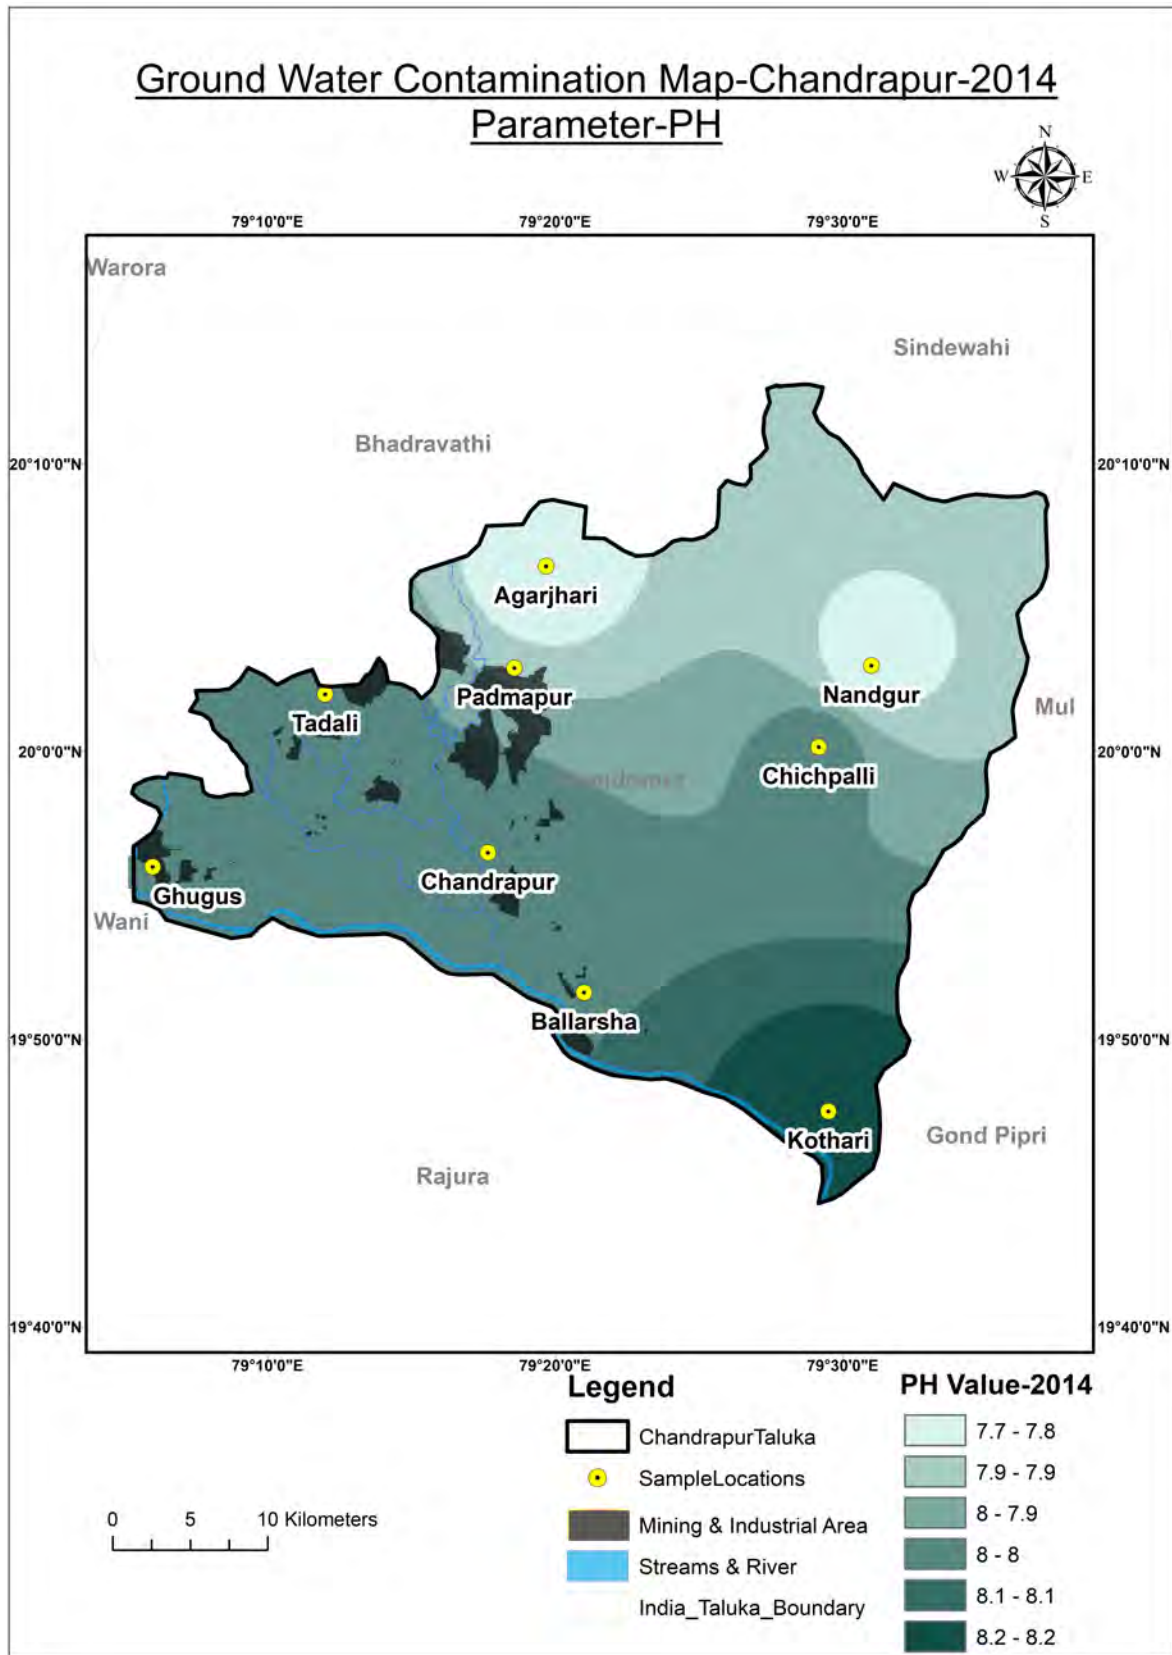 Ground Water Contamination Map-Chandrapur-2014
Parameter-PH
N
W
E
S
79°10'0"E
79°20'0"E
79°30'0"E
Warora
Sindewahi
Bhadravathi
20°10'0"N
20°10'0"N
Agarjhari
Padmapur
Nandgur
Mul
Tadali
20°0'0"N
20°0'0"N
Chichpalli
Chandrapur
Ghugus
Wani
Ballarsha
19°50'0"N
19°50'0"N
Kothari
Gond Pipri
Rajura
19°40'0"N
19°40'0"N
79°10'0"E
79°20'0"E
79°30'0"E
Legend
ChandrapurTaluka
SampleLocations
Mining & Industrial Area
Streams & River
India_Taluka_Boundary
PH Value-2014
7.7 - 7.8
7.9 - 7.9
8 - 7.9
8 - 8
8.1 - 8.1
8.2 - 8.2
0 5 10 Kilometers